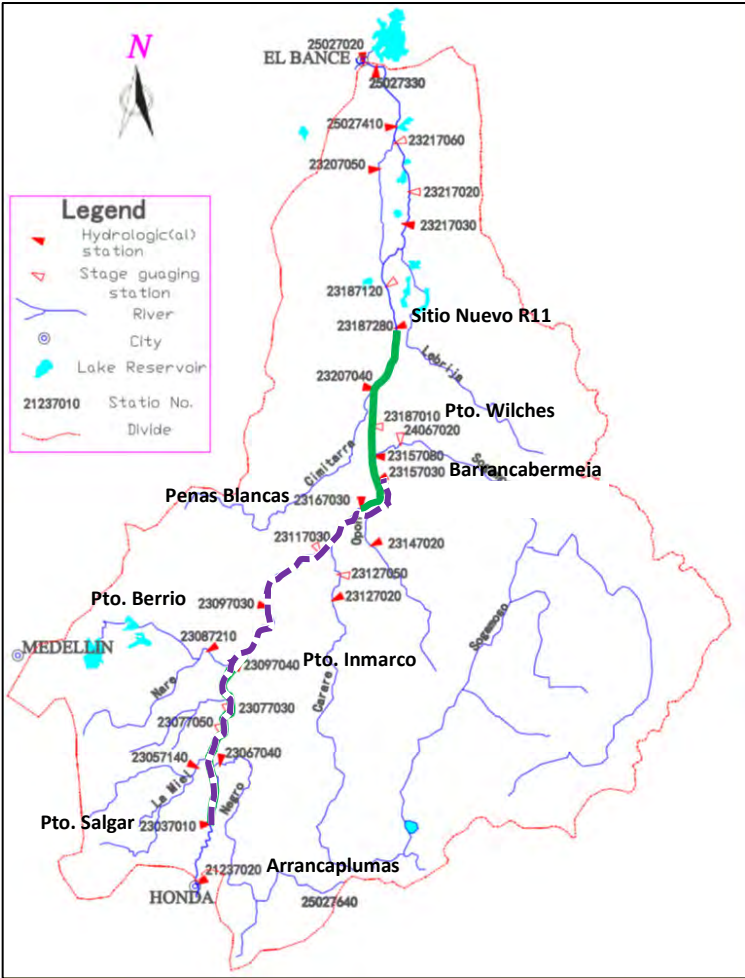 25027020
EL BANCE
N
25027330
25027410
23217060
23207050
23217020
23217030
Legend
Hydrologic(al)
station
Stage guaging
station
River
City
Lake Reservoir
21237010 Statio No.
Divide
23187120
Sitio Nuevo R11
23187280
Lebrija
23207040
Pto. Wilches
23187010
24067020
Cimitarra
23157080
Barrancabermeja
23157030
Penas Blancas
23167030
Opon
23117030
23147020
23127050
23127020
Pto. Berrio
23097030
Sogamoso
MEDELLIN
23087210
Pto. Inmarco
23097040
Nare
Carare
23077030
23077050
23057140
23067040
La Miel
Negro
Pto. Salgar
23037010
Arrancaplumas
21237020
HONDA
25027640